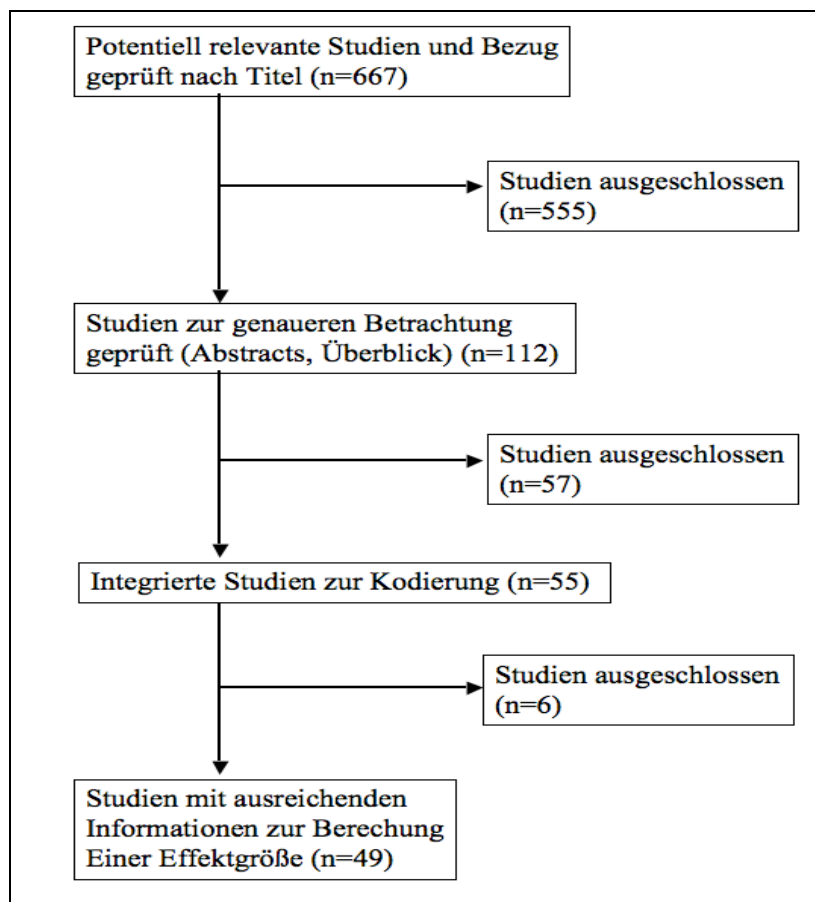 Potentiell relevante Studien und Bezug
geprüft nach Titel (n=667)
Studien ausgeschlossen
(n=555)
Studien zur genaueren Betrachtung
geprüft (Abstracts, Überblick) (n=112)
Studien ausgeschlossen
(n=57)
Integrierte Studien zur Kodierung (n=55)
Studien ausgeschlossen
(n=6)
Studien mit ausreichenden
Informationen zur Berechung
Einer Effektgröße (n=49)